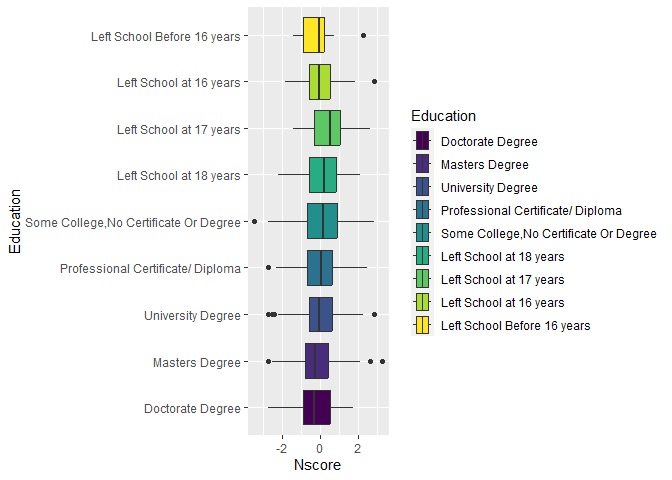 Left School Before 16 years
Left School at 16 years
Left School at 17 years
Left School at 18 years
Some College,No Certificate Or Degree
Professional Certificate/ Diploma
University Degree
Masters Degree
Doctorate Degree
Education
-2 0 2
Nscore
Education
Doctorate Degree
Masters Degree
University Degree
Professional Certificate/ Diploma
Some College,No Certificate Or Degree
Left School at 18 years
Left School at 17 years
Left School at 16 years
Left School Before 16 years